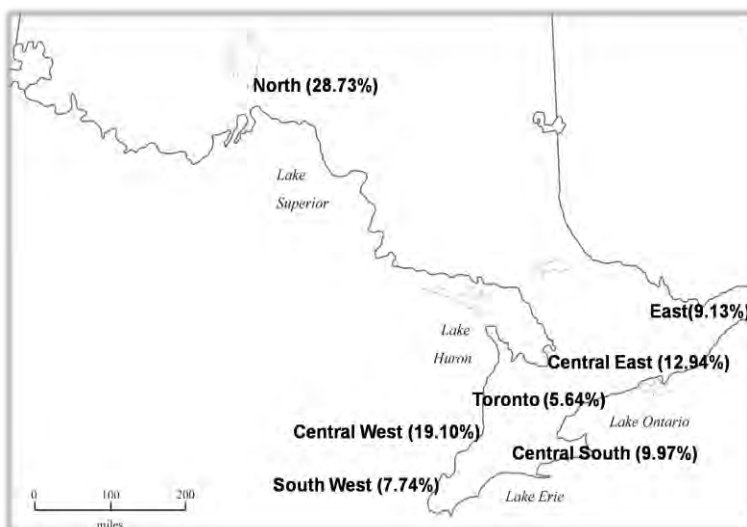 North (28.73%)
Lake
Superior
East(9.13%)
Lake
Huron
Central East (12.94%)
Toronto (5.64%)
Lake Ontario
Central West (19.10%)
Central South (9.97%)
South West (7.74%)
Lake Erie
0 100 200
miles